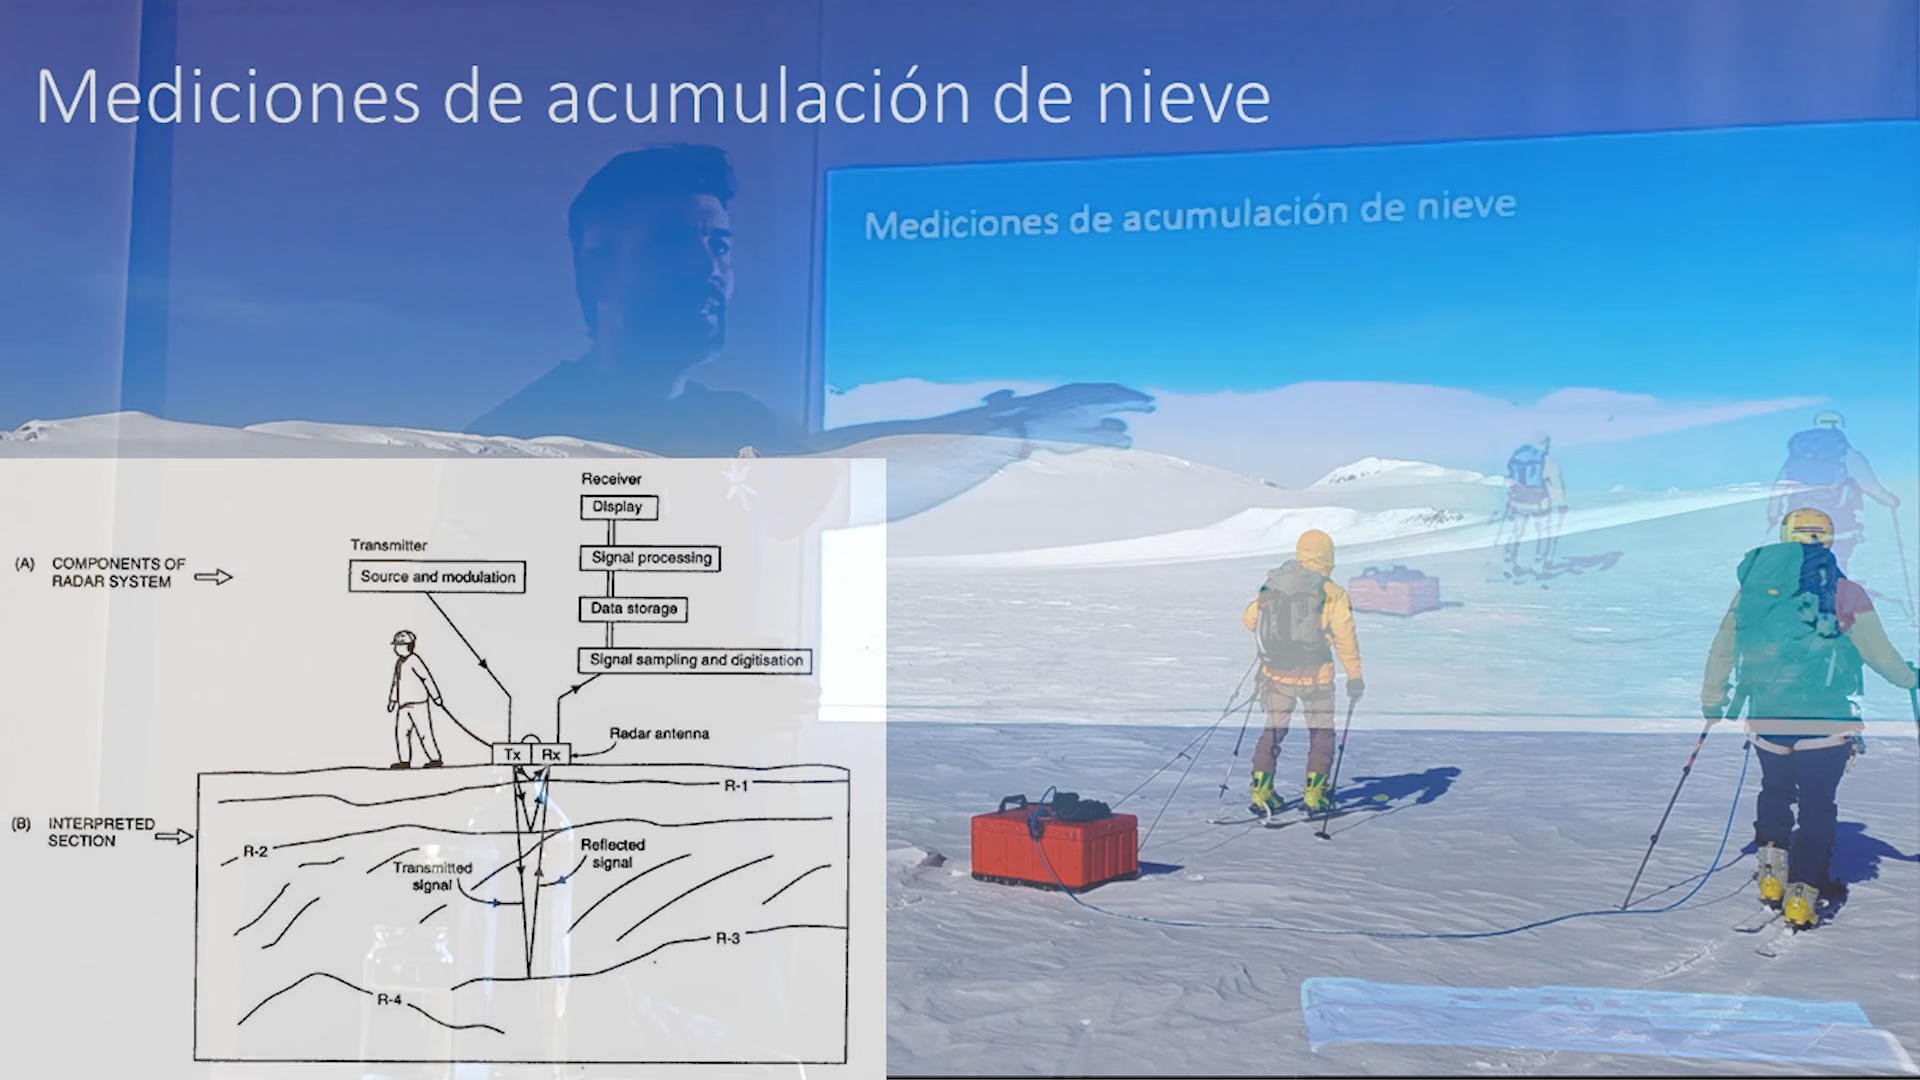 Mediciones de acumulación de nieve
Mediciones de acumulación de nieve
Receiver
Display
Transmitter
Signal processing
(A) COMPONENTS OF
RADAR SYSTEM
Source and modulation
Data storage
Signal sampling and digitisation
Radar antenna
Tx Rx
R-1
(B) INTERPRETED
SECTION
R-2
Reflected
signal
Transmitted
signal
R-3
R-4